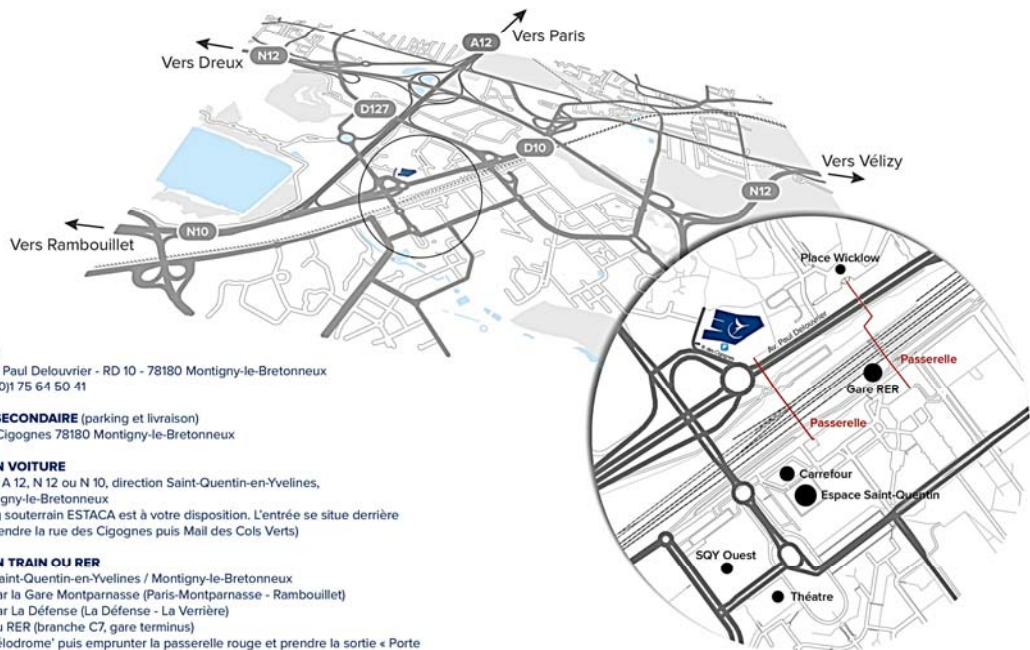 A12
Vers Paris
Vers Dreux
N12
D127
D10
Vers Vélizy
N12
N10
Vers Rambouillet
Place Wicklow
Av. Paul Delouvrier
P
Passerelle
Gare RER
Passerelle
Carrefour
Espace Saint-Quentin
SQY Ouest
Théatre
Paul Delouvrier - RD 10 - 78180 Montigny-le-Bretonneux
0)1 75 64 50 41
SECONDAIRE (parking et livraison)
Cigognes 78180 Montigny-le-Bretonneux
N VOITURE
A 12, N 12 ou N 10, direction Saint-Quentin-en-Yvelines,
igny-le-Bretonneux
g souterrain ESTACA est à votre disposition. L'entrée se situe derrière
endre la rue des Cigognes puis Mail des Cols Verts)
N TRAIN OU RER
aint-Quentin-en-Yvelines / Montigny-le-Bretonneux
ar la Gare Montparnasse (Paris-Montparnasse - Rambouillet)
ar La Défense (La Défense - La Verrière)
u RER (branche C7, gare terminus)
élodrome' puis emprunter la passerelle rouge et prendre la sortie « Porte